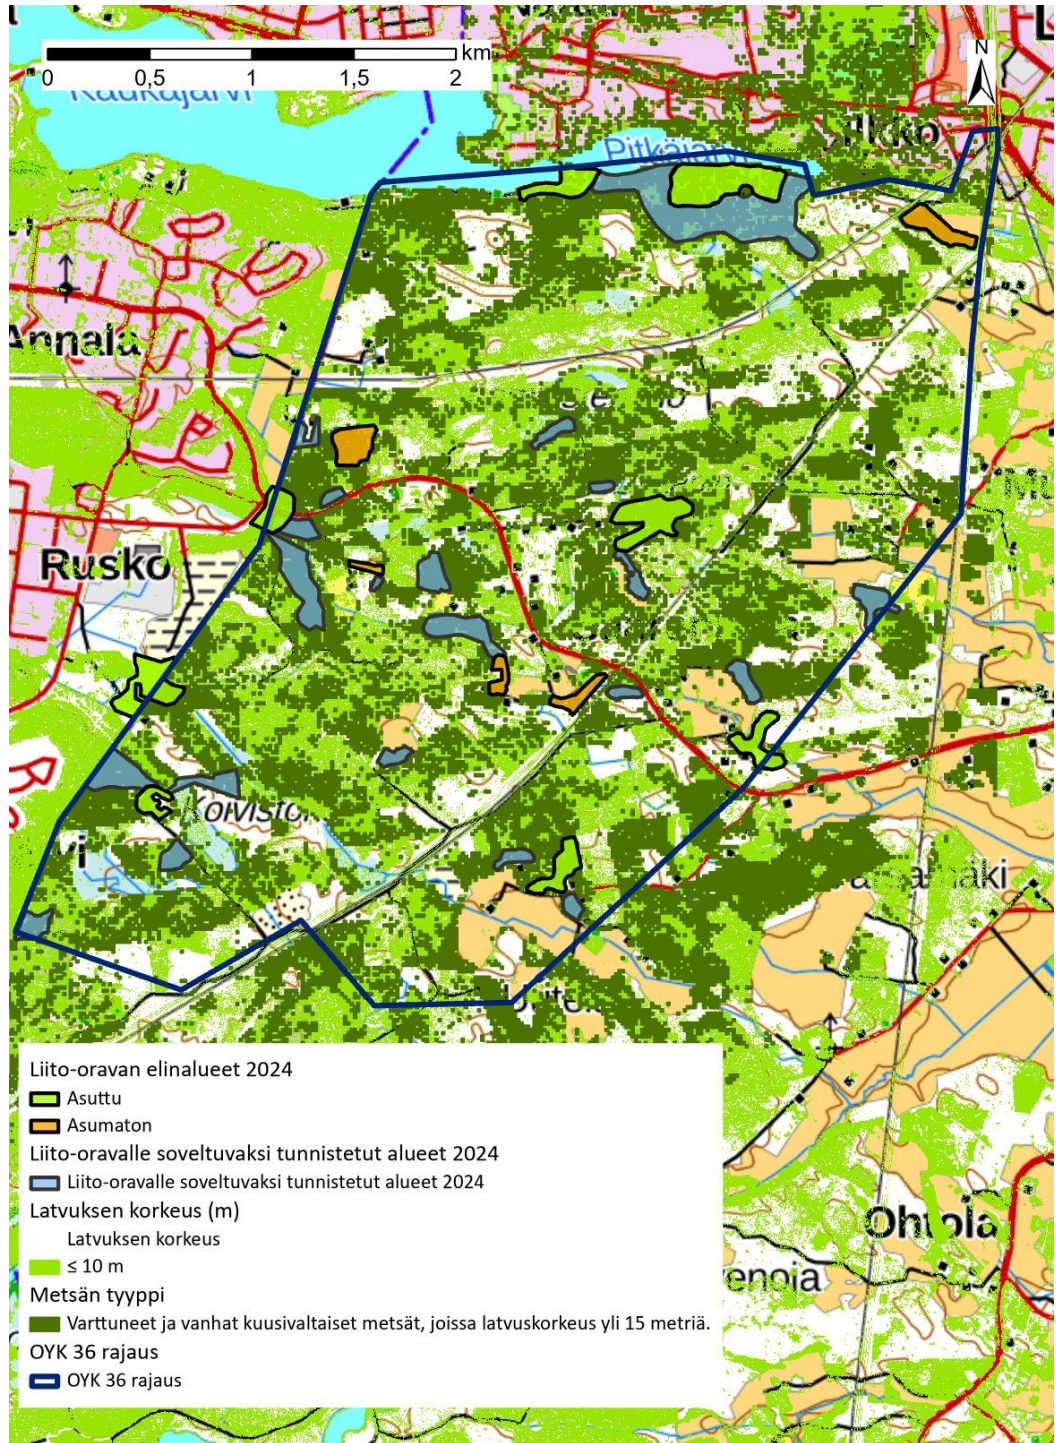 km
0 0,5 1 1,5 2
N
Kaukajärvi
Pitkäjärvi
Annala
Rusko
Ohtola
Liito-oravan elinalueet 2024
Asuttu
Asumaton
Liito-oravalle soveltuvaksi tunnistetut alueet 2024
Liito-oravalle soveltuvaksi tunnistetut alueet 2024
Latvuksen korkeus (m)
Latvuksen korkeus
≤ 10 m
Metsän tyyppi
Varttuneet ja vanhat kuusivaltaiset metsät, joissa latvuskorkeus yli 15 metriä.
OYK 36 rajaus
OYK 36 rajaus